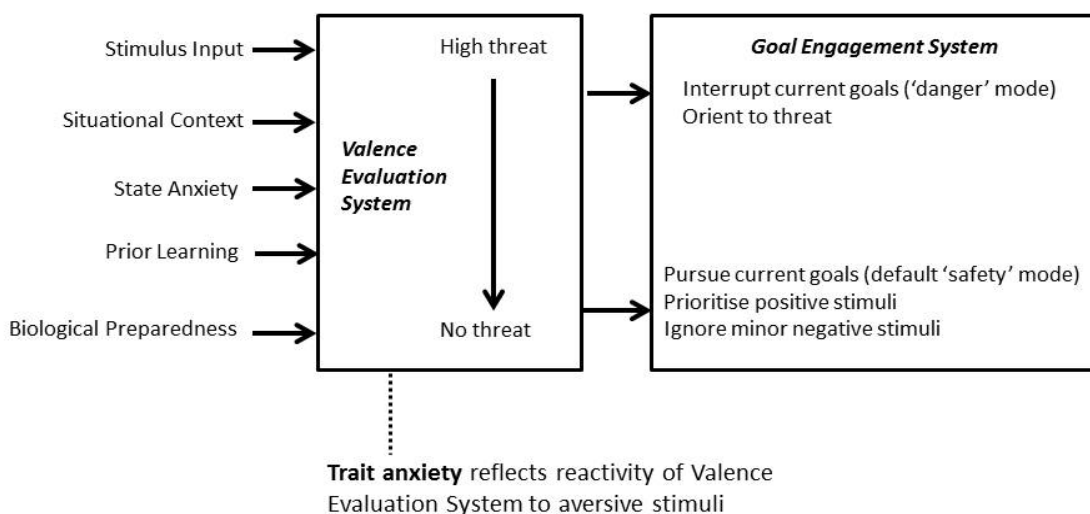 Stimulus Input
Situational Context
State Anxiety
Prior Learning
Biological Preparedness
High threat
Valence
Evaluation
System
No threat
Goal Engagement System
Interrupt current goals (‘danger’ mode)
Orient to threat
Pursue current goals (default ‘safety’ mode)
Prioritise positive stimuli
Ignore minor negative stimuli
Trait anxiety reflects reactivity of Valence
Evaluation System to aversive stimuli